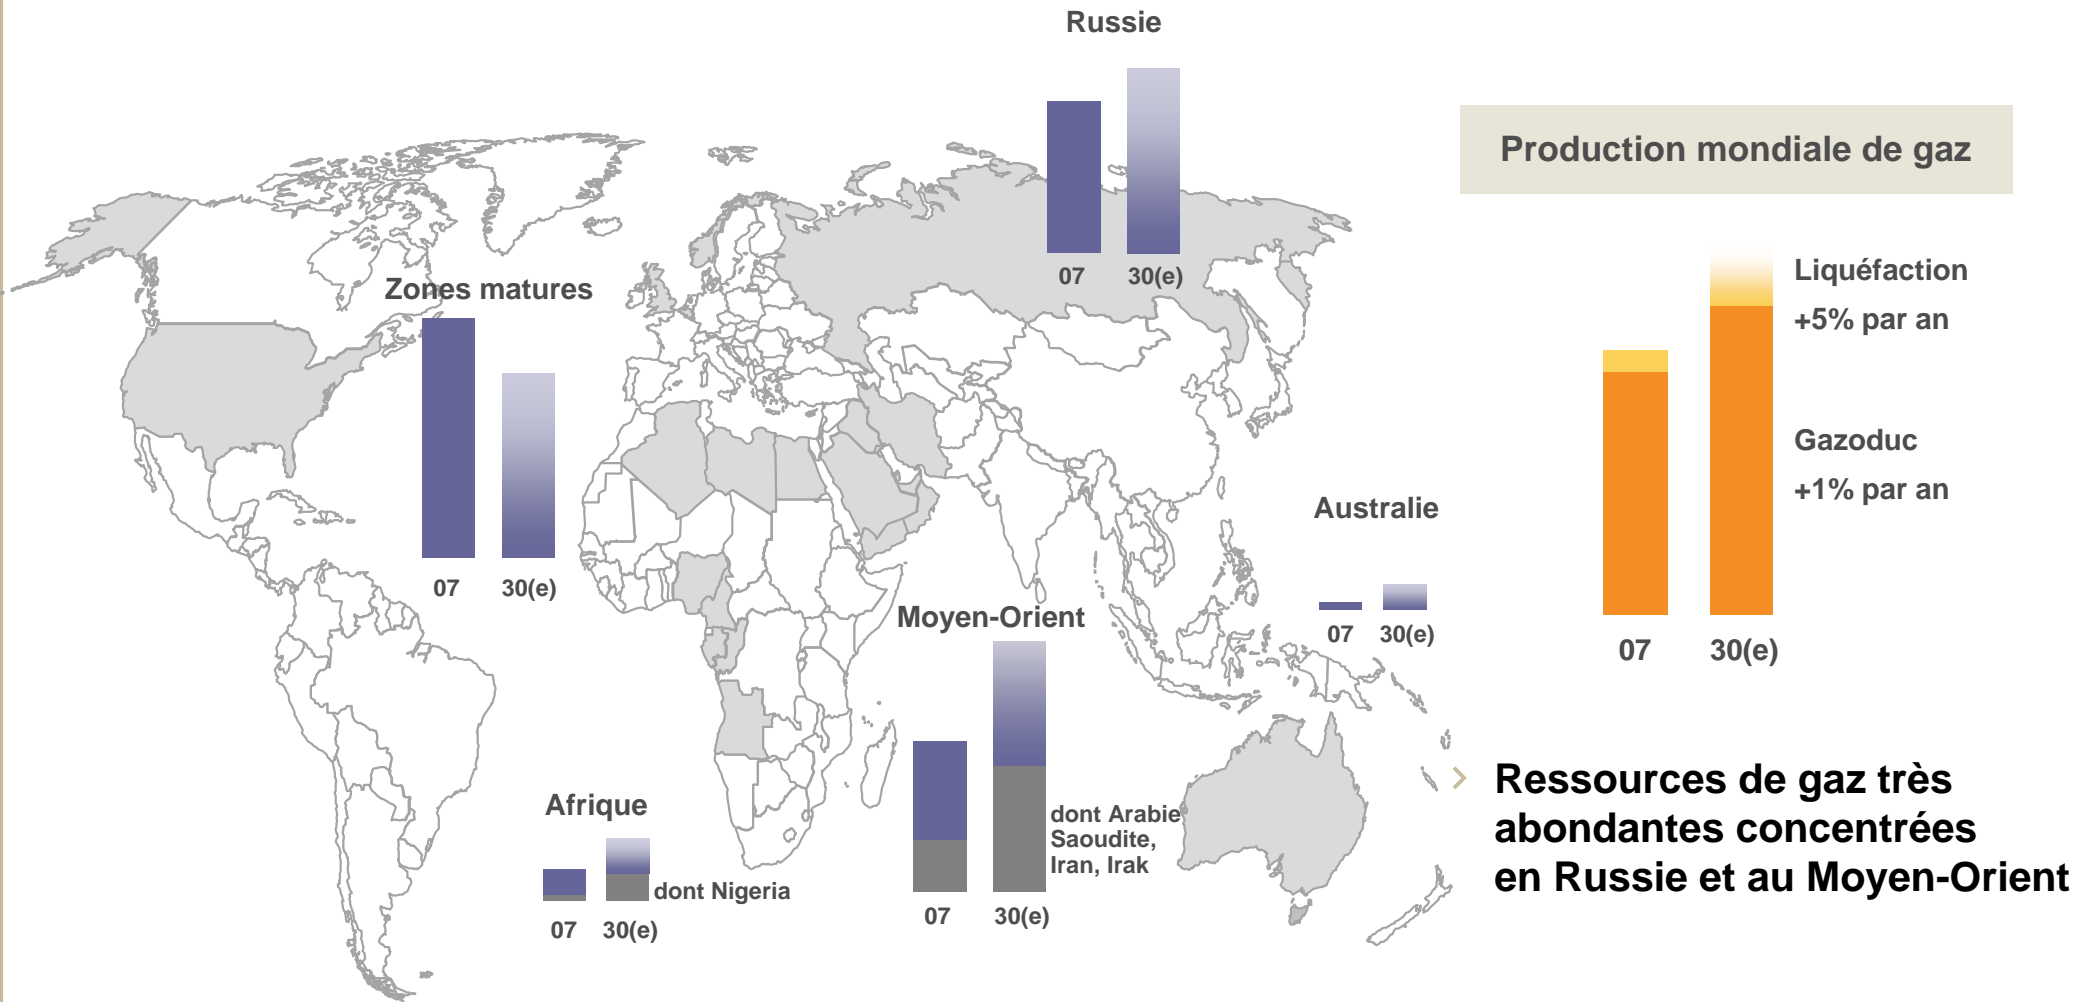 Russie
07
30(e)
Production mondiale de gaz
Liquéfaction
+5% par an
Gazoduc
+1% par an
07
30(e)
Zones matures
07
30(e)
Australie
07
30(e)
Moyen-Orient
dont Arabie
Saoudite,
Iran, Irak
07
30(e)
Afrique
dont Nigeria
07
30(e)
Ressources de gaz très
abondantes concentrées
en Russie et au Moyen-Orient